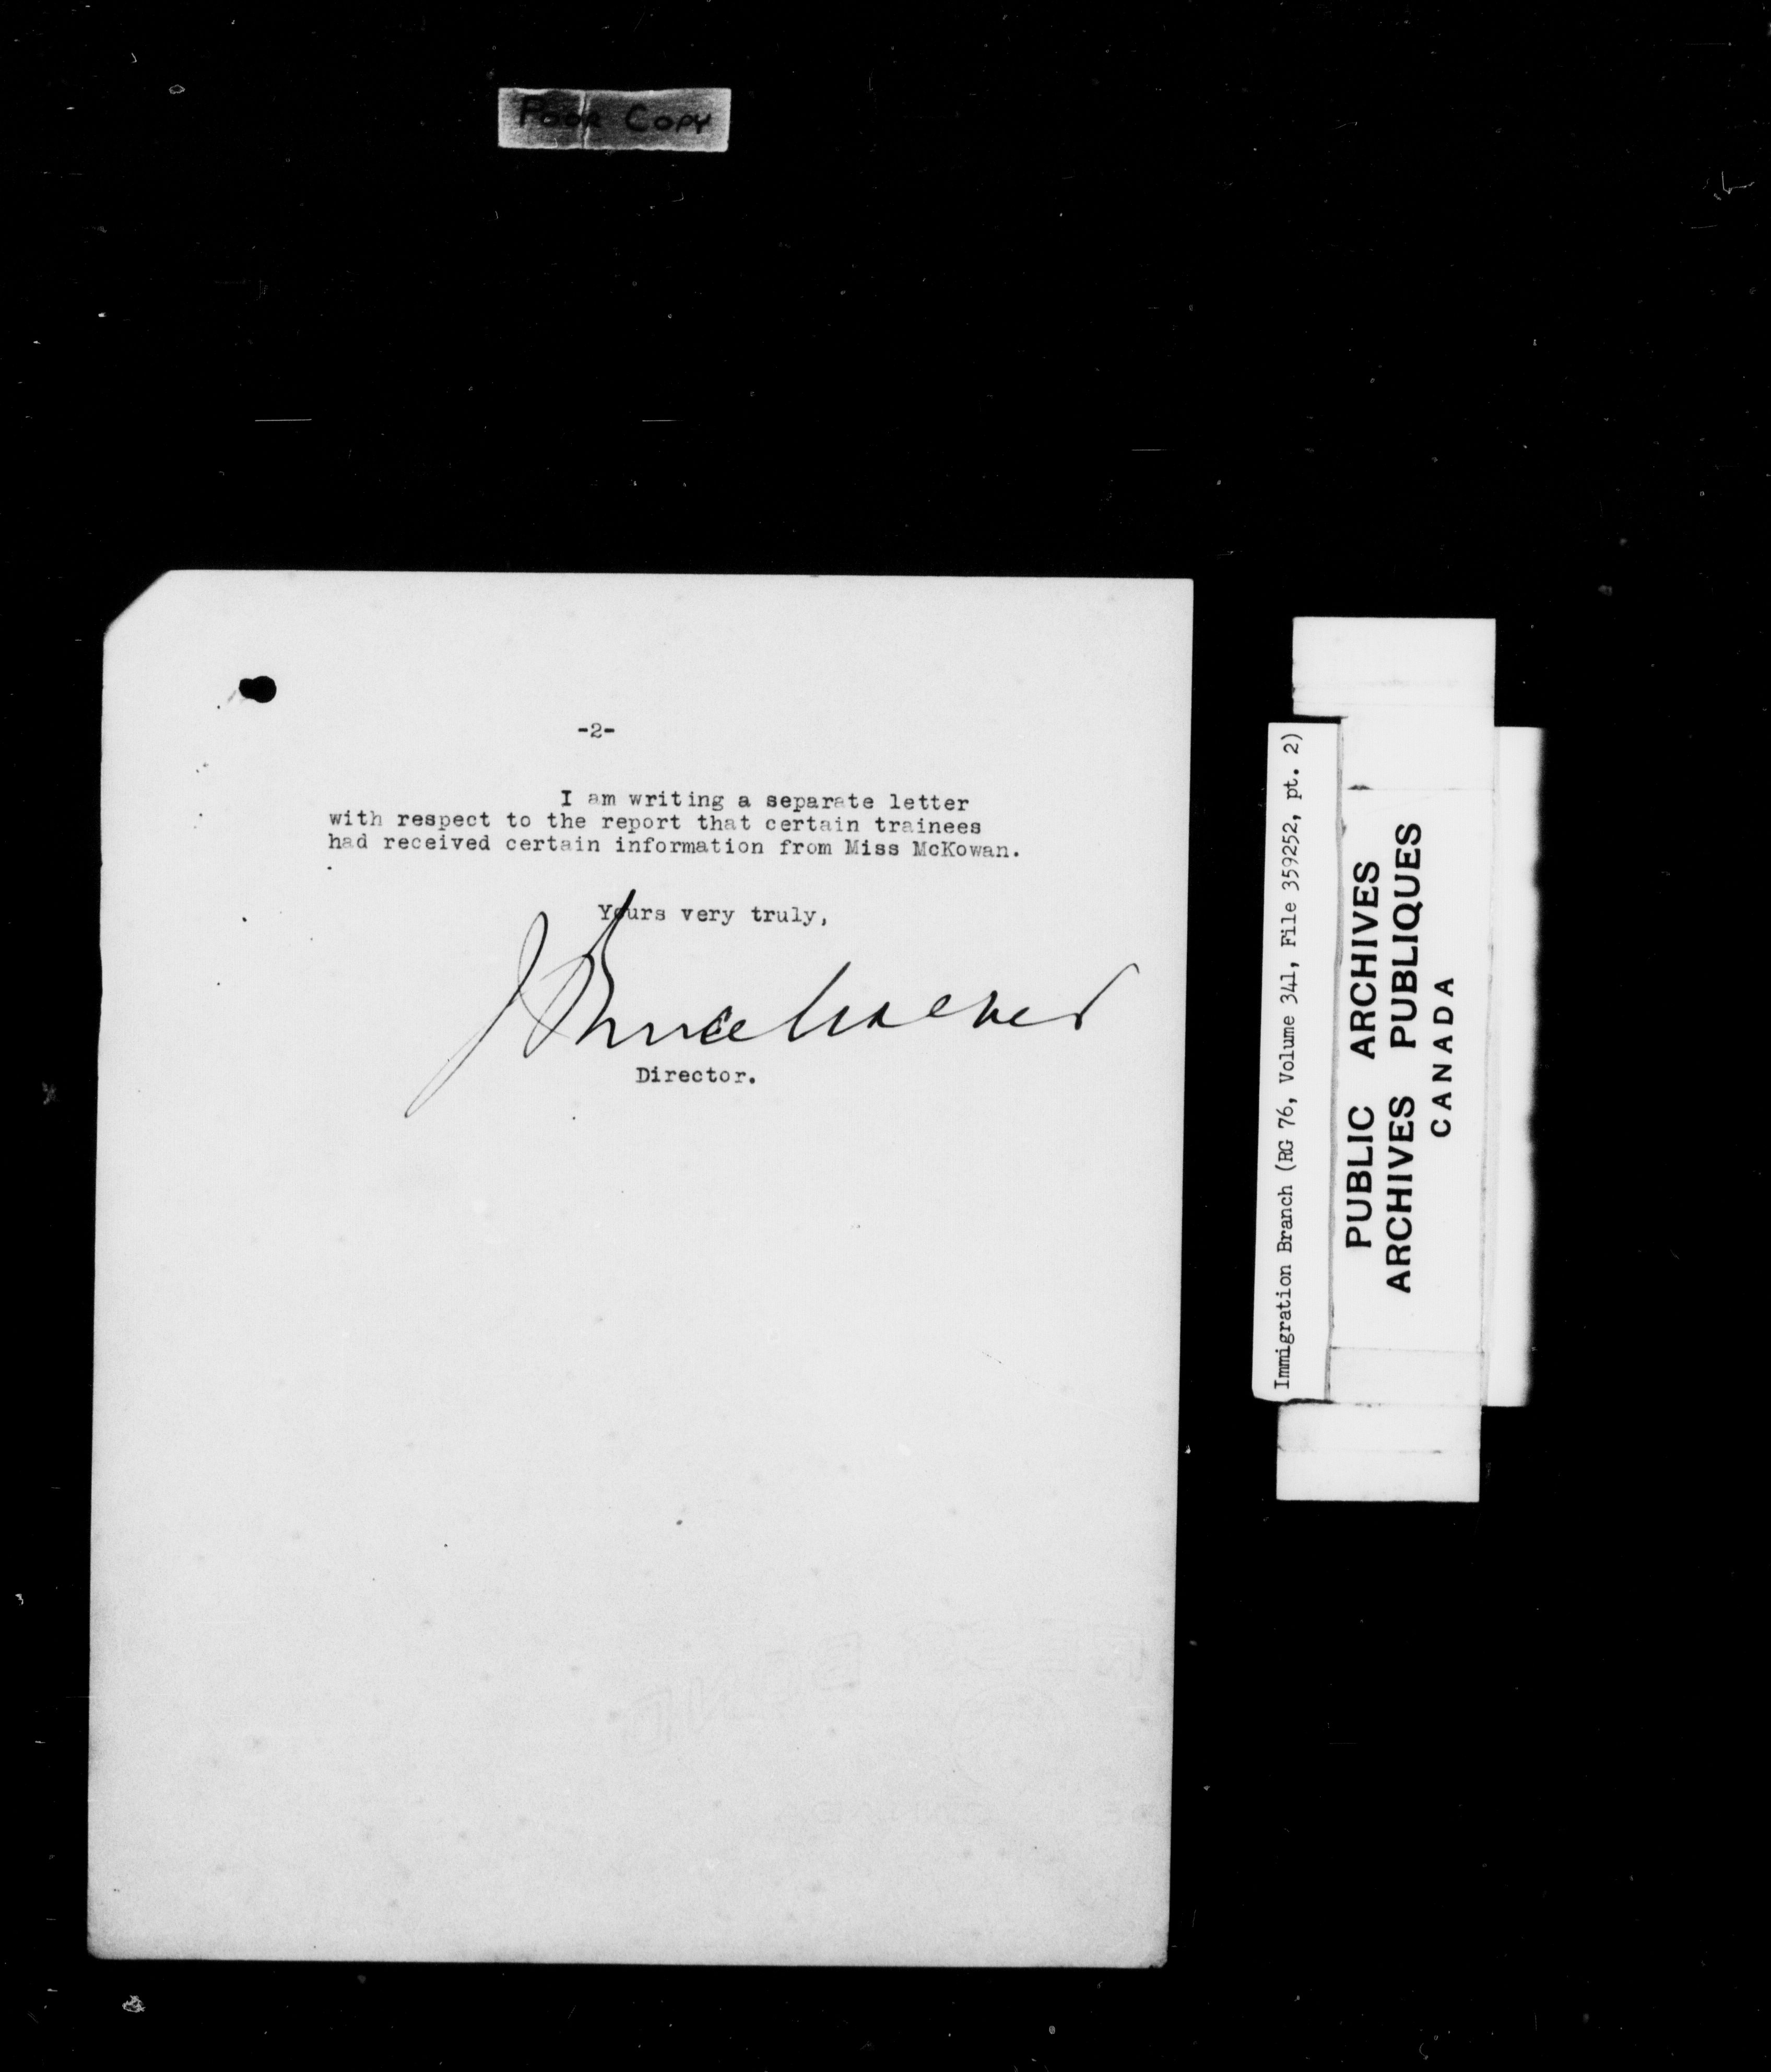 Poor Copy
-2-
I am writing a separate letter
with respect to the report that certain trainees
had received certain information from Miss McKowan.
Yours very truly,
J Bruce Walker
Director.
Immigration Branch (RG 76, Volume 341, File 359252, pt. 2)
PUBLIC ARCHIVES
ARCHIVES PUBLIQUES
CANADA